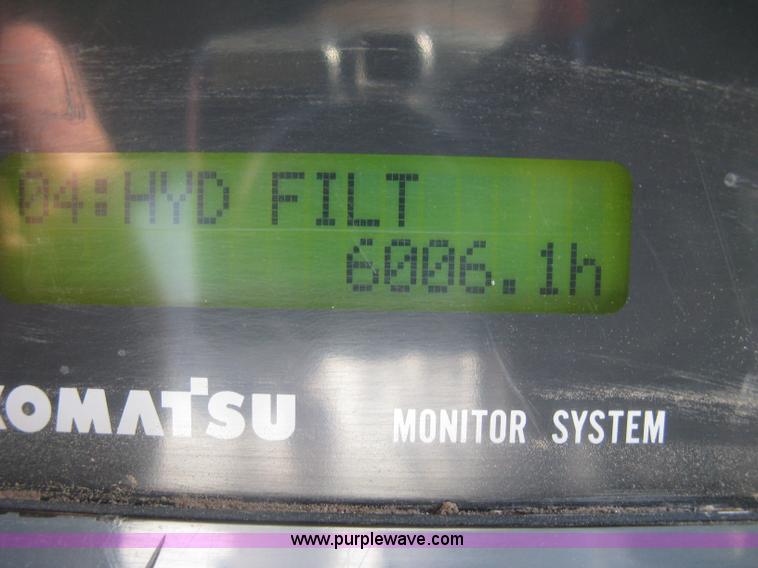 04:HYD FILT
6006.1h
KOMATSU MONITOR SYSTEM
www.purplewave.com